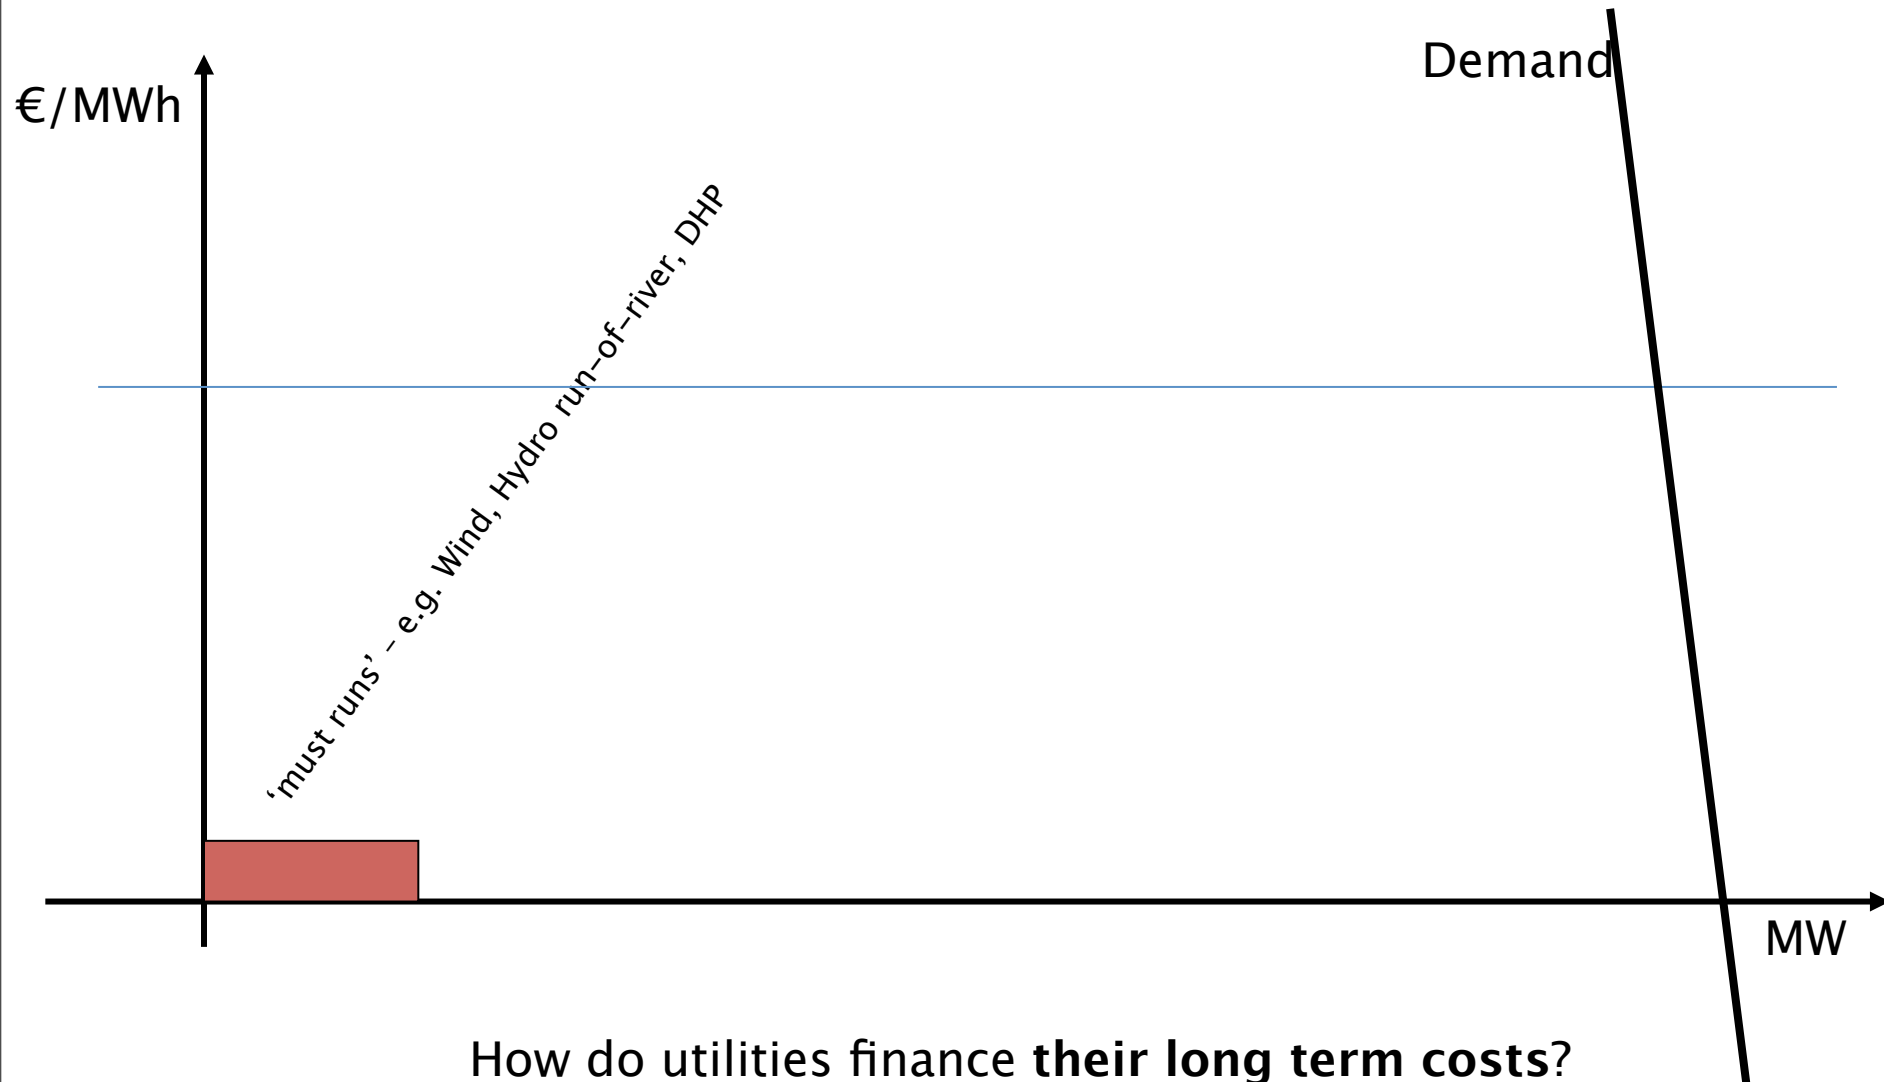 Demand
€/MWh
‘must runs’ – e.g. Wind, Hydro run-of-river, DHP
MW
How do utilities finance their long term costs?